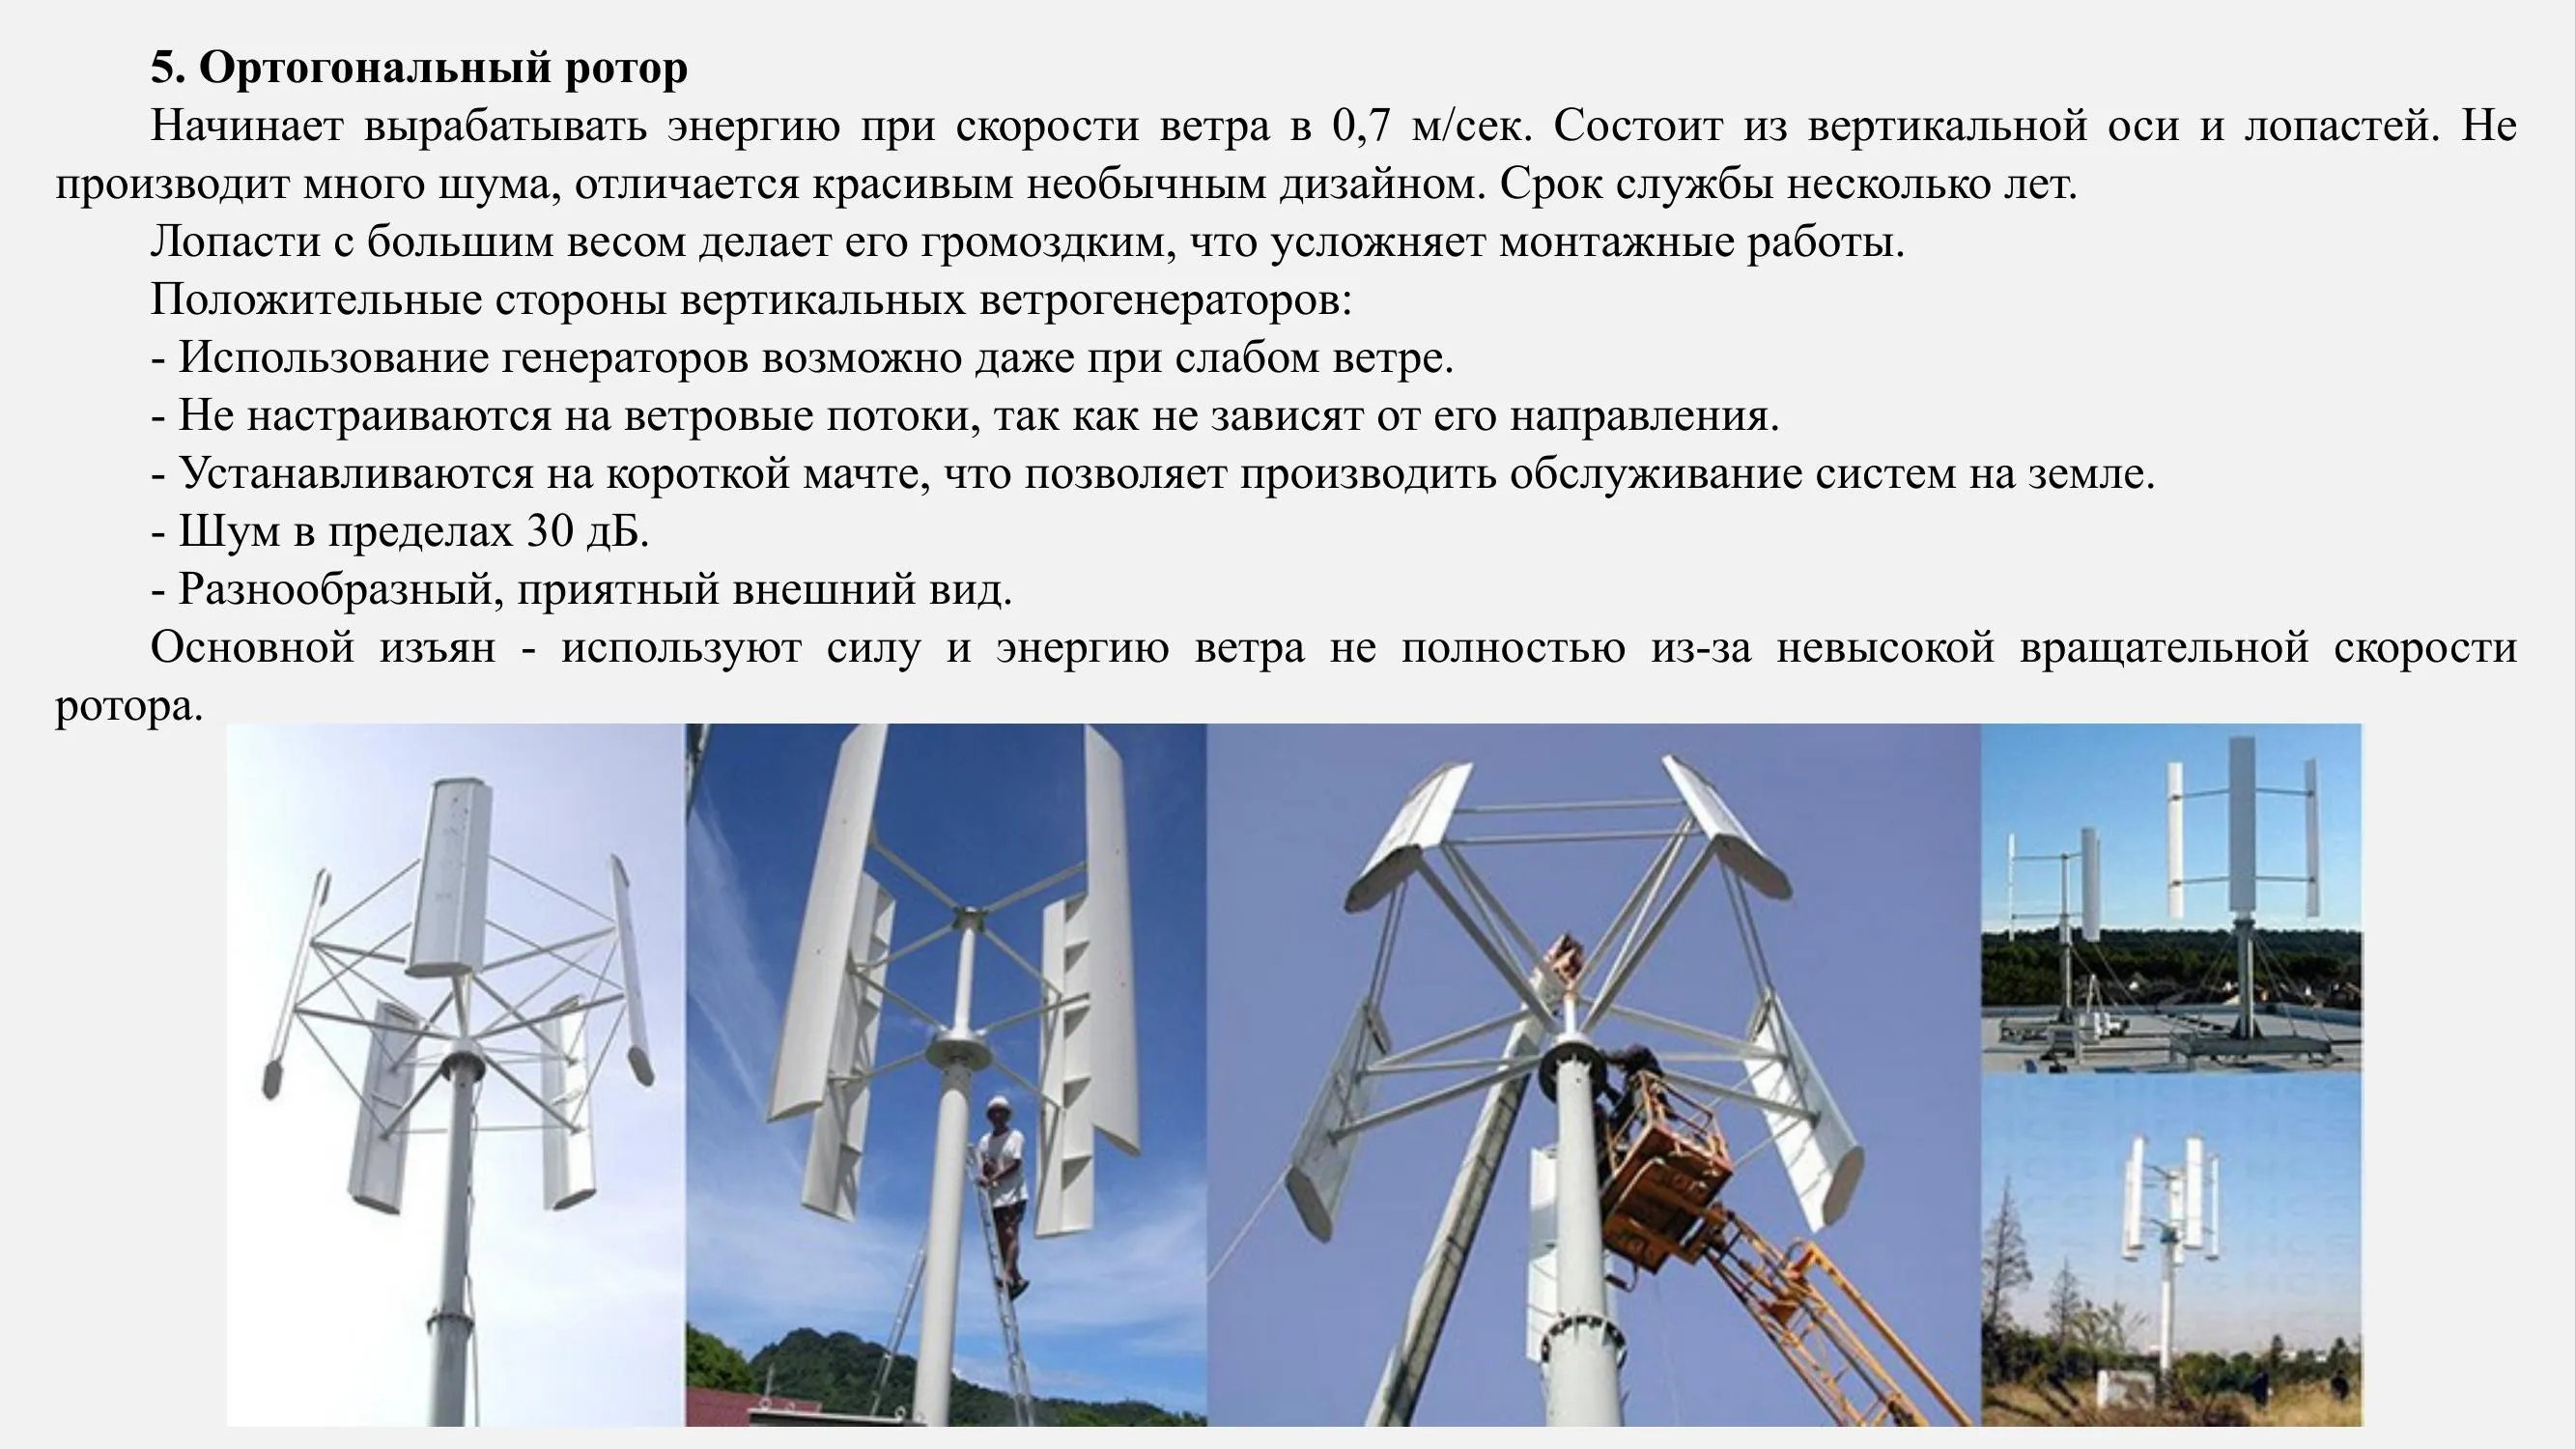 5. Ортогональный ротор
Начинает вырабатывать энергию при скорости ветра в 0,7 м/сек. Состоит из вертикальной оси и лопастей. Не
производит много шума, отличается красивым необычным дизайном. Срок службы несколько лет.
Лопасти с большим весом делает его громоздким, что усложняет монтажные работы.
Положительные стороны вертикальных ветрогенераторов:
- Использование генераторов возможно даже при слабом ветре.
- Не настраиваются на ветровые потоки, так как не зависят от его направления.
- Устанавливаются на короткой мачте, что позволяет производить обслуживание систем на земле.
- Шум в пределах 30 дБ.
- Разнообразный, приятный внешний вид.
Основной изъян - используют силу и энергию ветра не полностью из-за невысокой вращательной скорости
ротора.